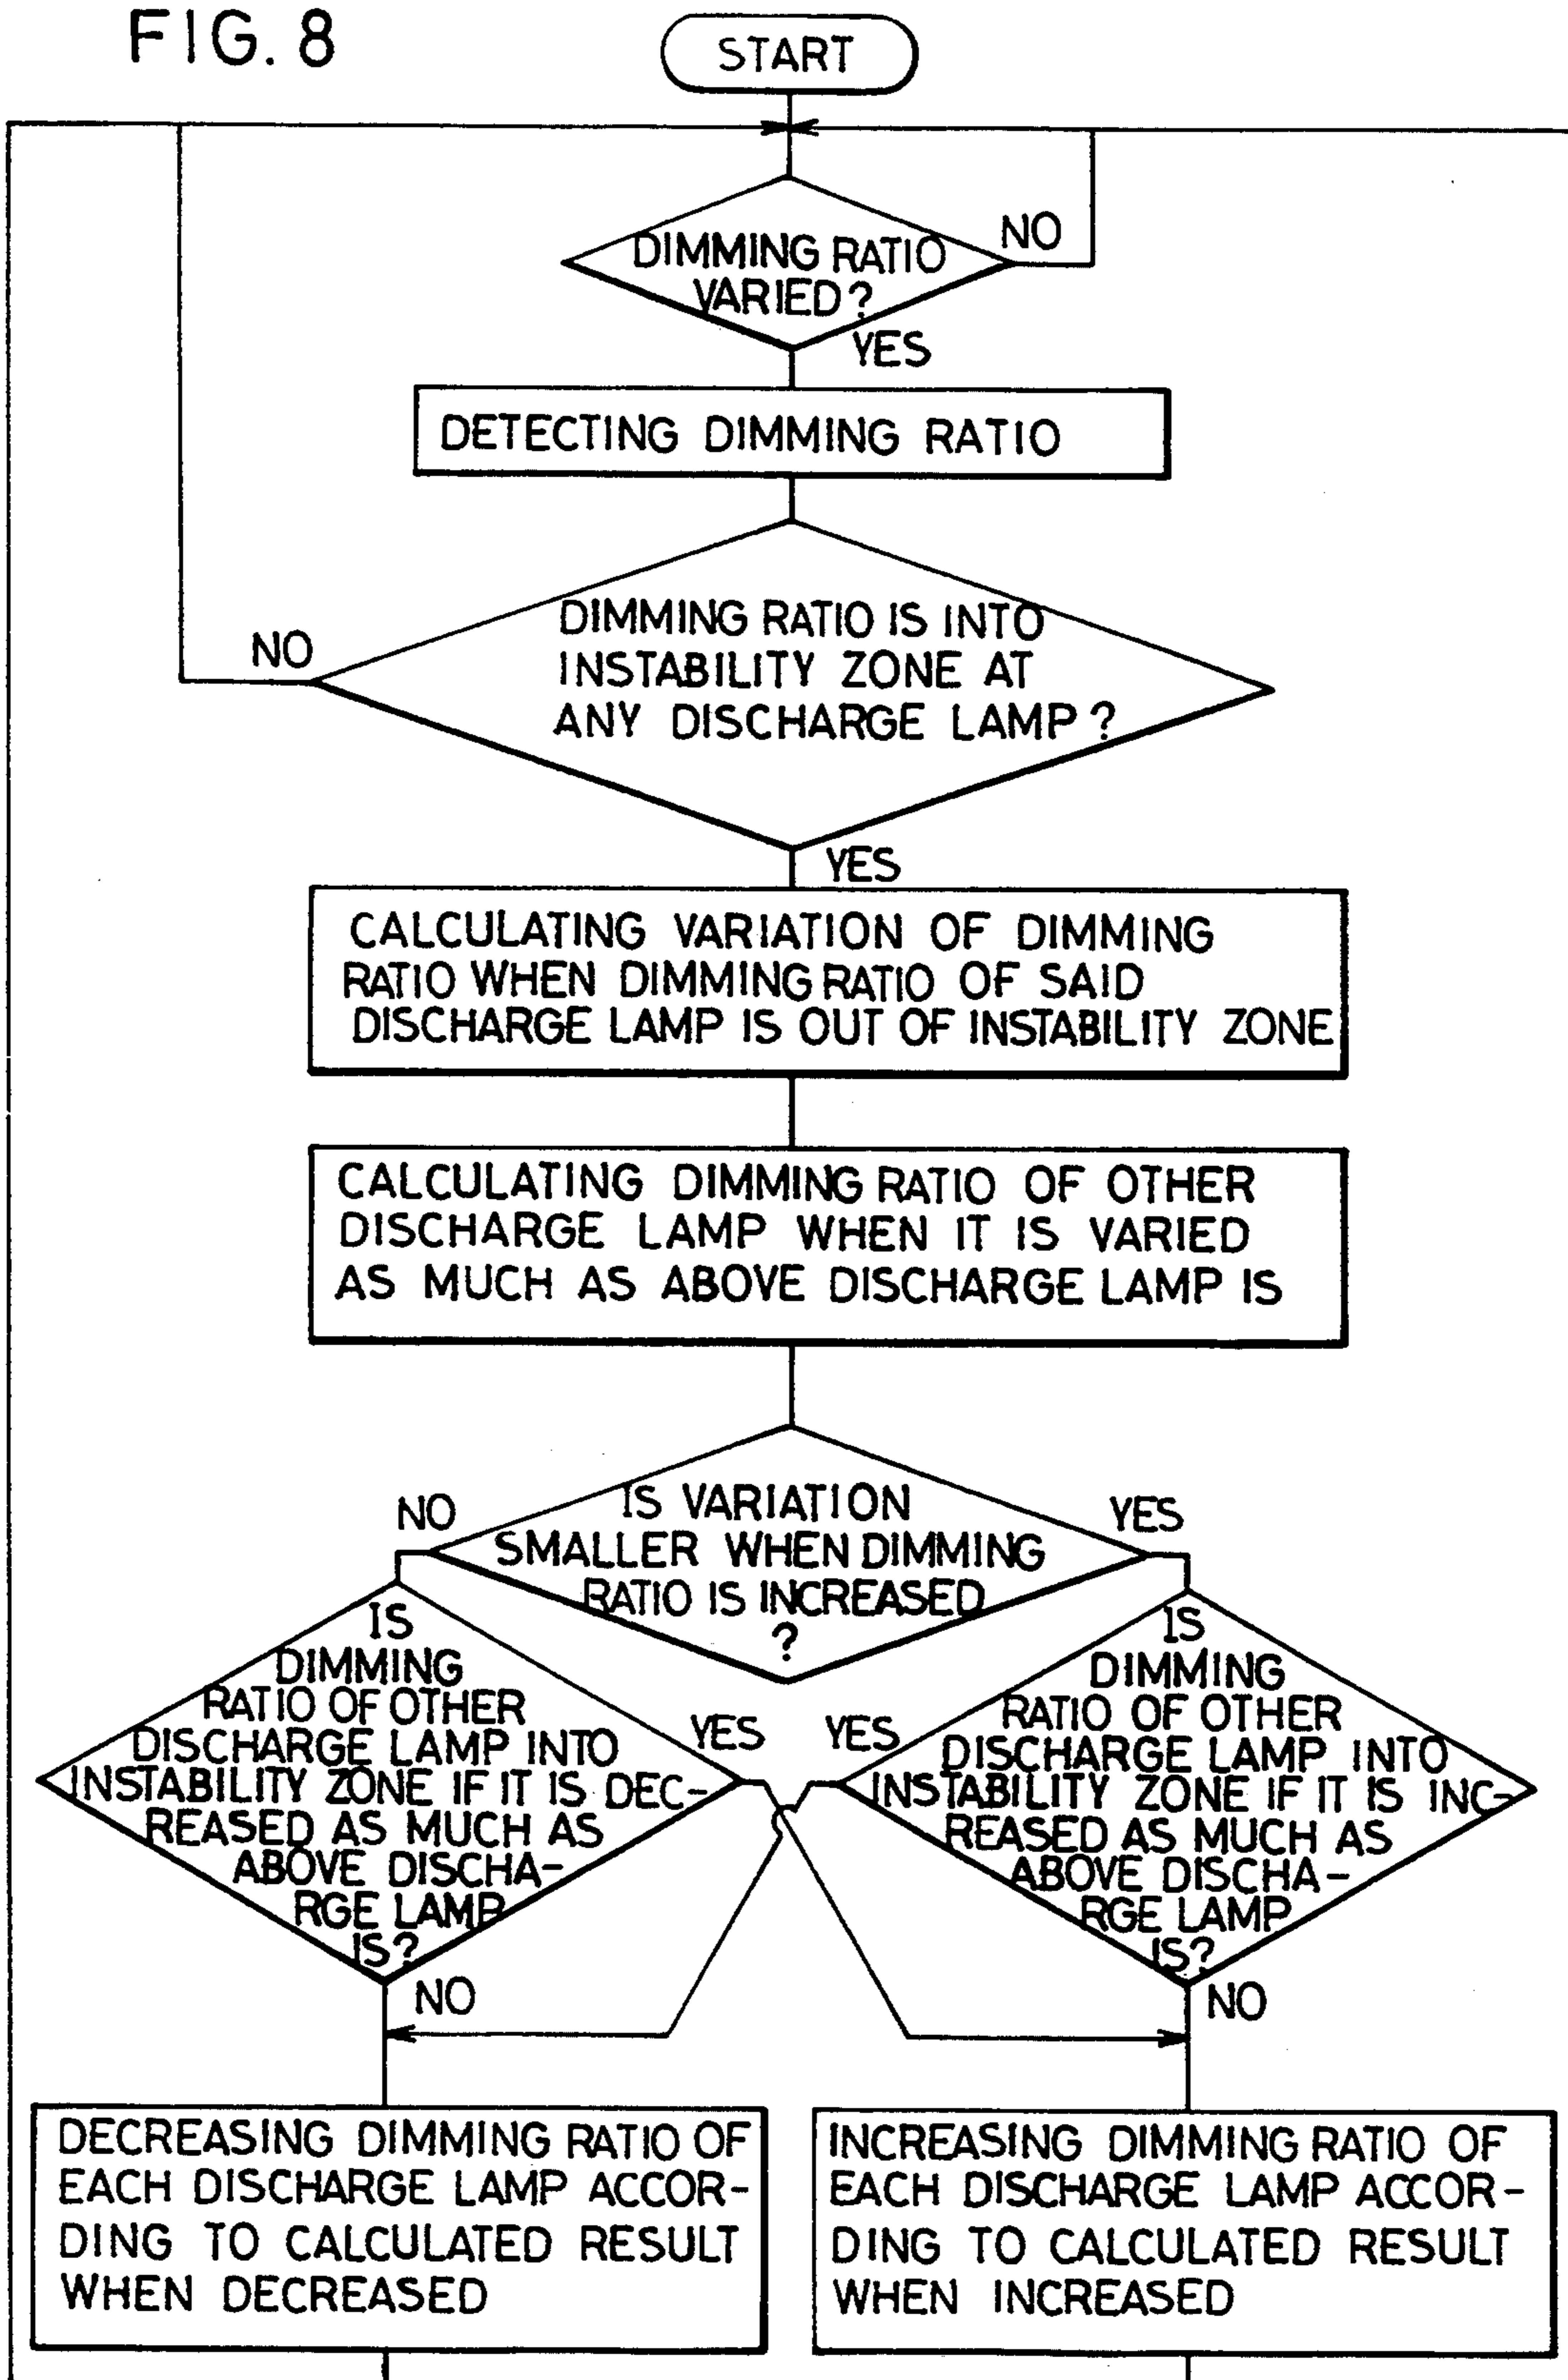 FIG. 8
START
DIMMING RATIO
VARIED?
NO
YES
DETECTING DIMMING RATIO
DIMMING RATIO IS INTO
INSTABILITY ZONE AT
ANY DISCHARGE LAMP?
NO
YES
CALCULATING VARIATION OF DIMMING
RATIO WHEN DIMMING RATIO OF SAID
DISCHARGE LAMP IS OUT OF INSTABILITY ZONE
CALCULATING DIMMING RATIO OF OTHER
DISCHARGE LAMP WHEN IT IS VARIED
AS MUCH AS ABOVE DISCHARGE LAMP IS
IS VARIATION
SMALLER WHEN DIMMING
RATIO IS INCREASED
?
NO
YES
IS
DIMMING
RATIO OF OTHER
DISCHARGE LAMP INTO
INSTABILITY ZONE IF IT IS DEC-
REASED AS MUCH AS
ABOVE DISCHA-
RGE LAMP
IS?
YES
NO
IS
DIMMING
RATIO OF OTHER
DISCHARGE LAMP INTO
INSTABILITY ZONE IF IT IS INC-
REASED AS MUCH AS
ABOVE DISCHA-
RGE LAMP
IS?
YES
NO
DECREASING DIMMING RATIO OF
EACH DISCHARGE LAMP ACCOR-
DING TO CALCULATED RESULT
WHEN DECREASED
INCREASING DIMMING RATIO OF
EACH DISCHARGE LAMP ACCOR-
DING TO CALCULATED RESULT
WHEN INCREASED